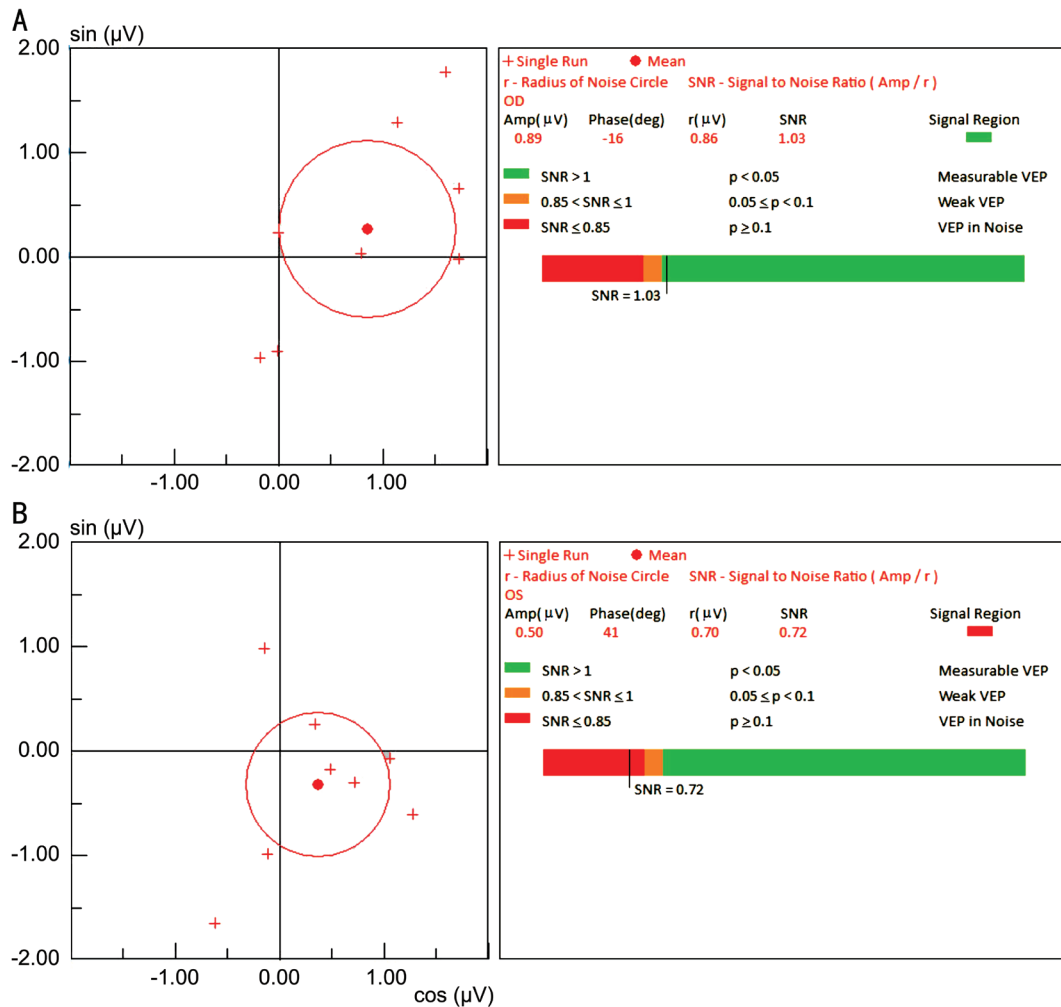 A
sin (µV)
2.00
1.00
0.00
-1.00
-2.00
-1.00 0.00 1.00
+ Single Run ● Mean
r - Radius of Noise Circle SNR - Signal to Noise Ratio ( Amp / r )
OD
Amp(µV) Phase(deg) r(µV) SNR Signal Region
0.89 -16 0.86 1.03
SNR > 1 p < 0.05 Measurable VEP
0.85 < SNR ≤ 1 0.05 ≤ p < 0.1 Weak VEP
SNR ≤ 0.85 p ≥ 0.1 VEP in Noise
SNR = 1.03
B
sin (µV)
2.00
1.00
0.00
-1.00
-2.00
-1.00 0.00 1.00
cos (µV)
+ Single Run ● Mean
r - Radius of Noise Circle SNR - Signal to Noise Ratio ( Amp / r )
OS
Amp(µV) Phase(deg) r(µV) SNR Signal Region
0.50 41 0.70 0.72
SNR > 1 p < 0.05 Measurable VEP
0.85 < SNR ≤ 1 0.05 ≤ p < 0.1 Weak VEP
SNR ≤ 0.85 p ≥ 0.1 VEP in Noise
SNR = 0.72